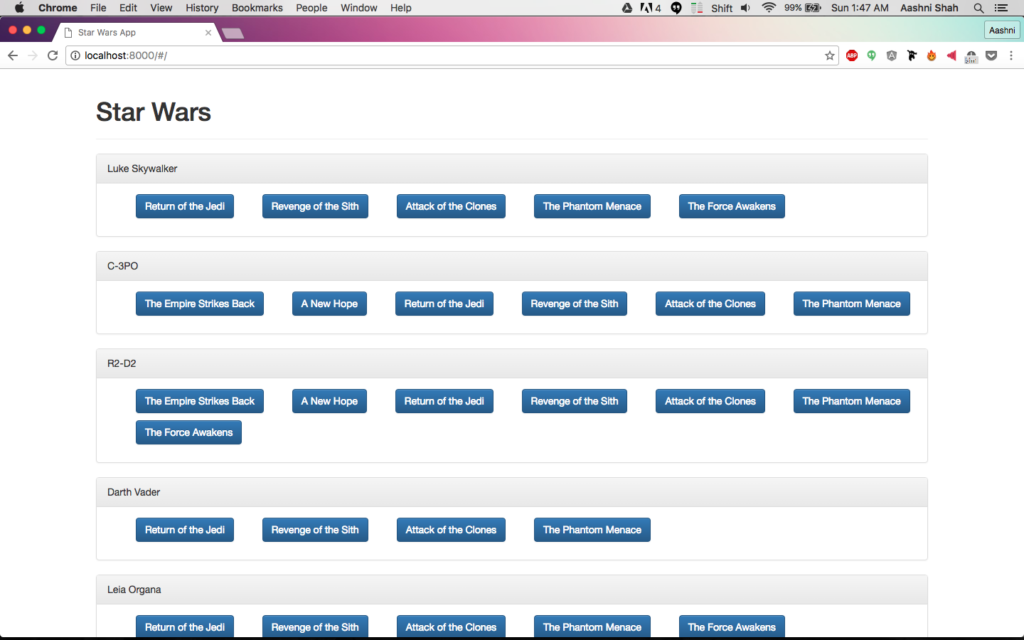 Chrome File Edit View History Bookmarks People Window Help 4 Shift 99% Sun 1:47 AM Aashni Shah
Star Wars App Aashni
localhost:8000/#/ ABP
Star Wars
Luke Skywalker
Return of the Jedi Revenge of the Sith Attack of the Clones The Phantom Menace The Force Awakens
C-3PO
The Empire Strikes Back A New Hope Return of the Jedi Revenge of the Sith Attack of the Clones The Phantom Menace
R2-D2
The Empire Strikes Back A New Hope Return of the Jedi Revenge of the Sith Attack of the Clones The Phantom Menace
The Force Awakens
Darth Vader
Return of the Jedi Revenge of the Sith Attack of the Clones The Phantom Menace
Leia Organa
Return of the Jedi Revenge of the Sith Attack of the Clones The Phantom Menace The Force Awakens